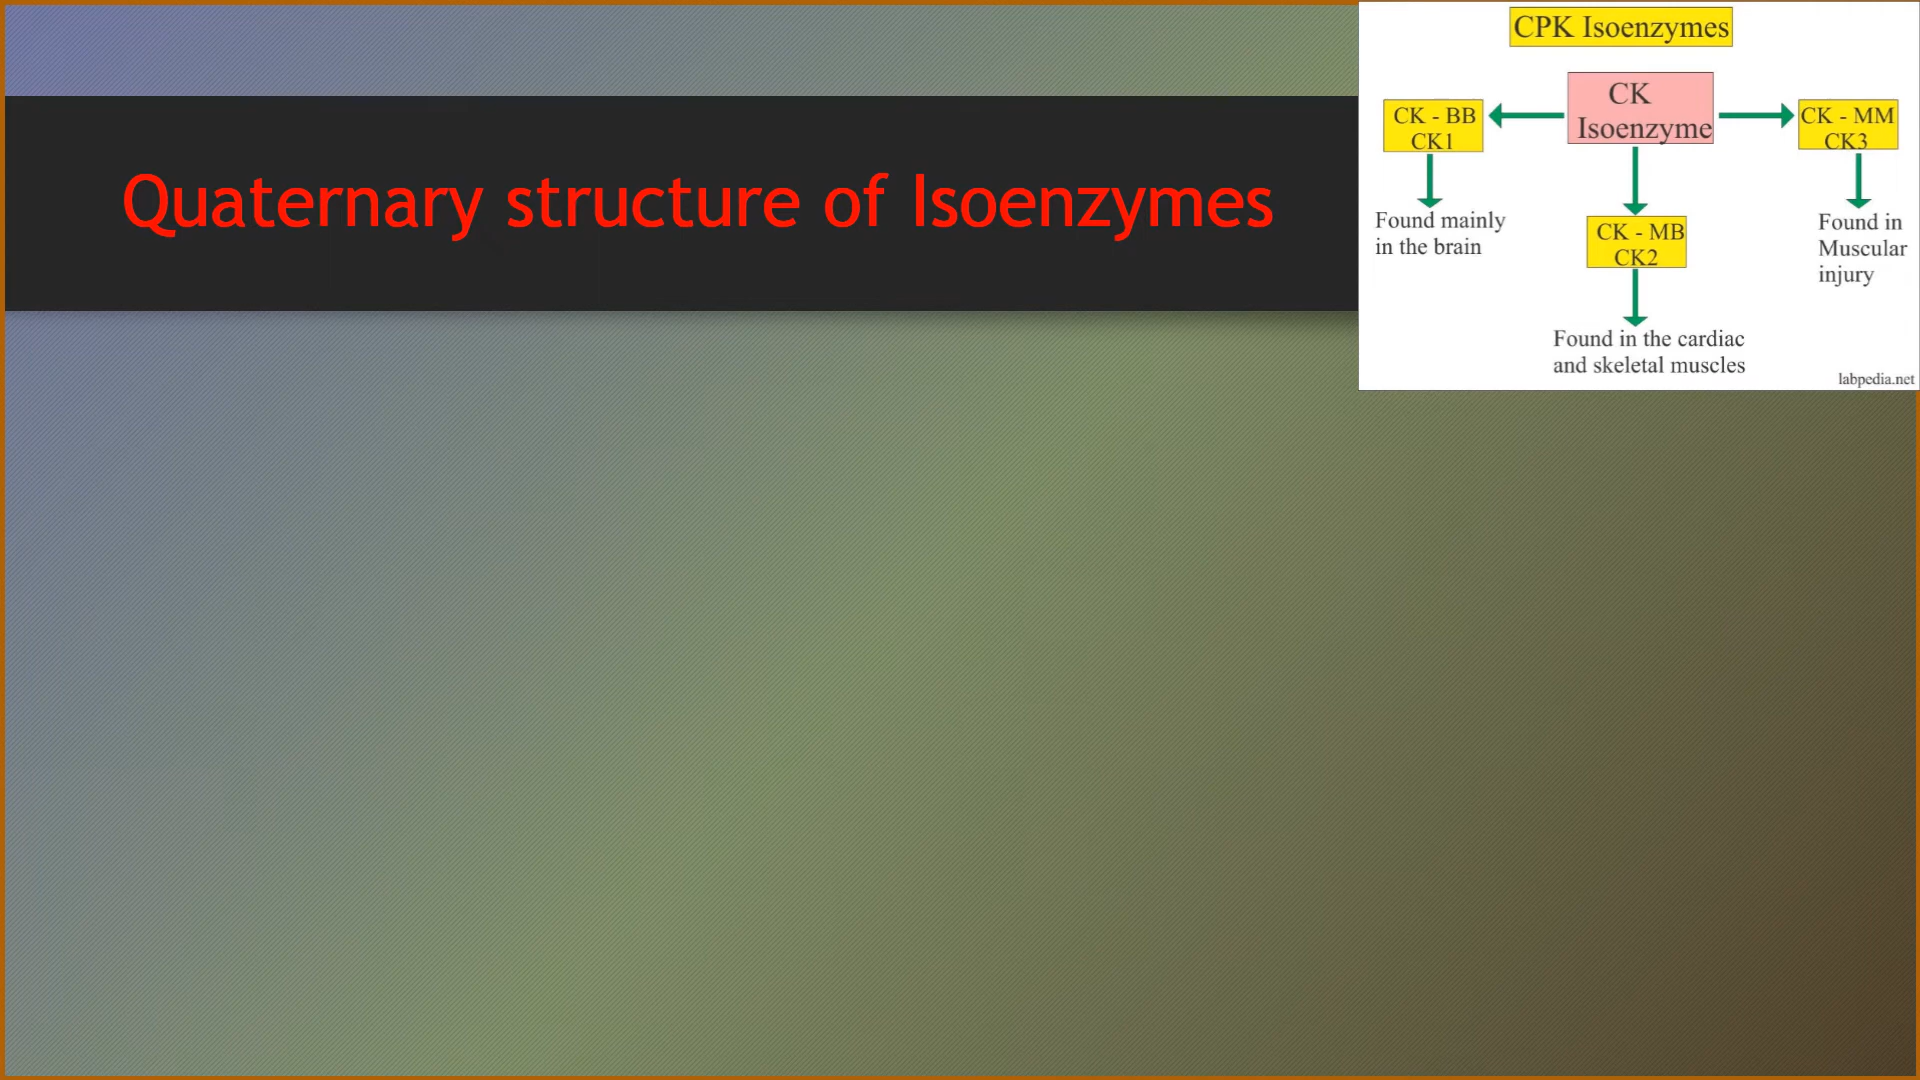 Quaternary structure of Isoenzymes
CPK Isoenzymes
CK
Isoenzyme
CK - BB
CK1
Found mainly
in the brain
CK - MB
CK2
Found in the cardiac
and skeletal muscles
CK - MM
CK3
Found in
Muscular
injury
labpedia.net